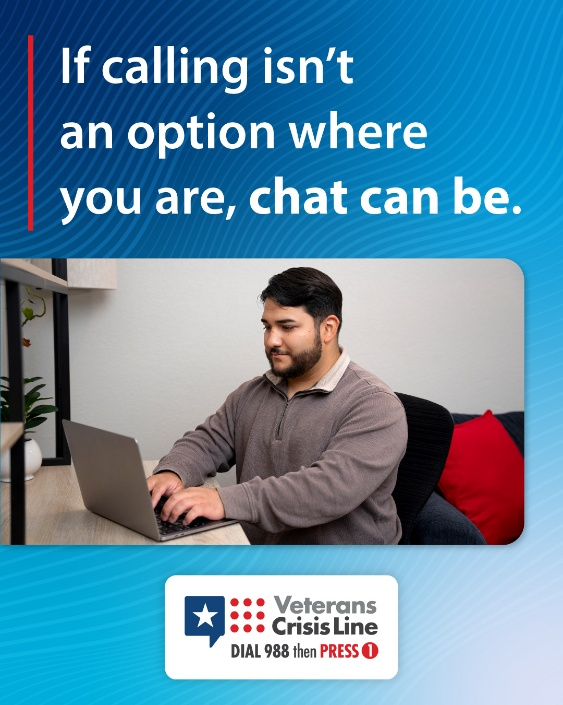 If calling isn’t
an option where
you are, chat can be.
Veterans
Crisis Line
DIAL 988 then PRESS 1